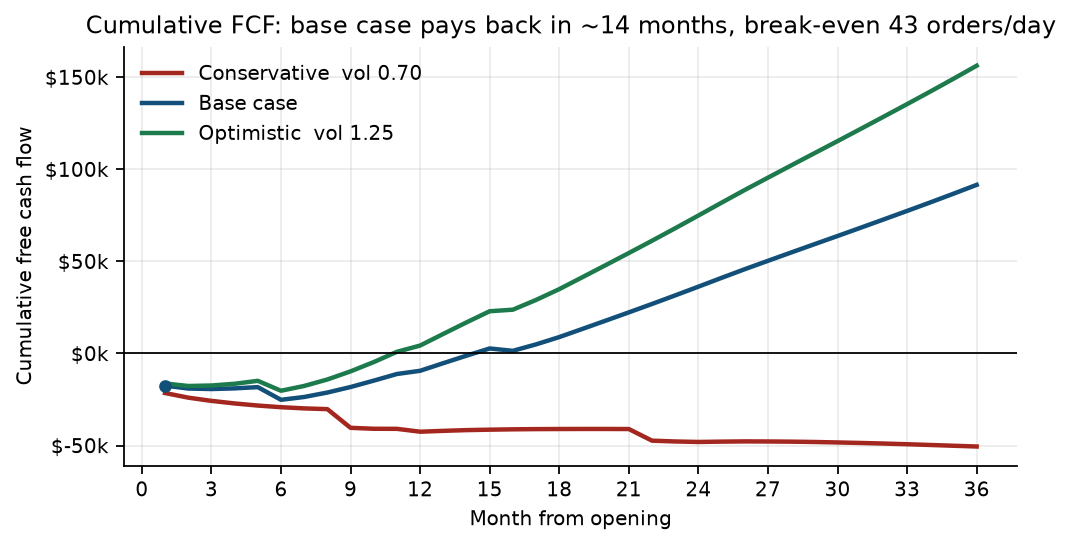 Cumulative FCF: base case pays back in ~14 months, break-even 43 orders/day
Conservative  vol 0.70
Base case
Optimistic  vol 1.25
Cumulative free cash flow
$150k
$100k
$50k
$0k
$-50k
0 3 6 9 12 15 18 21 24 27 30 33 36
Month from opening